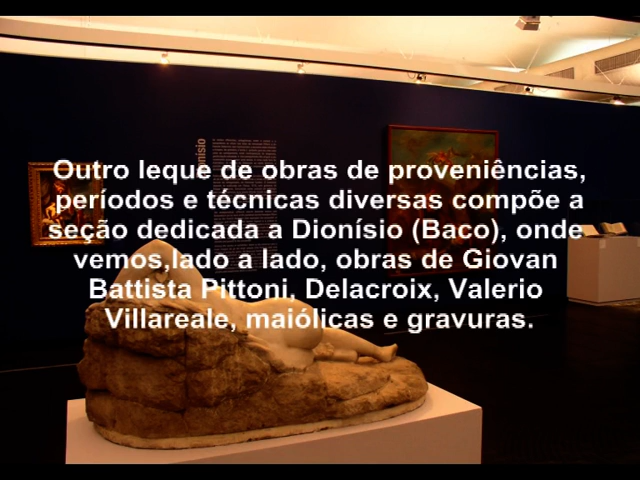 Outro leque de obras de proveniências,
períodos e técnicas diversas compõe a
seção dedicada a Dionísio (Baco), onde
vemos,lado a lado, obras de Giovan
Battista Pittoni, Delacroix, Valerio
Villareale, maiólicas e gravuras.